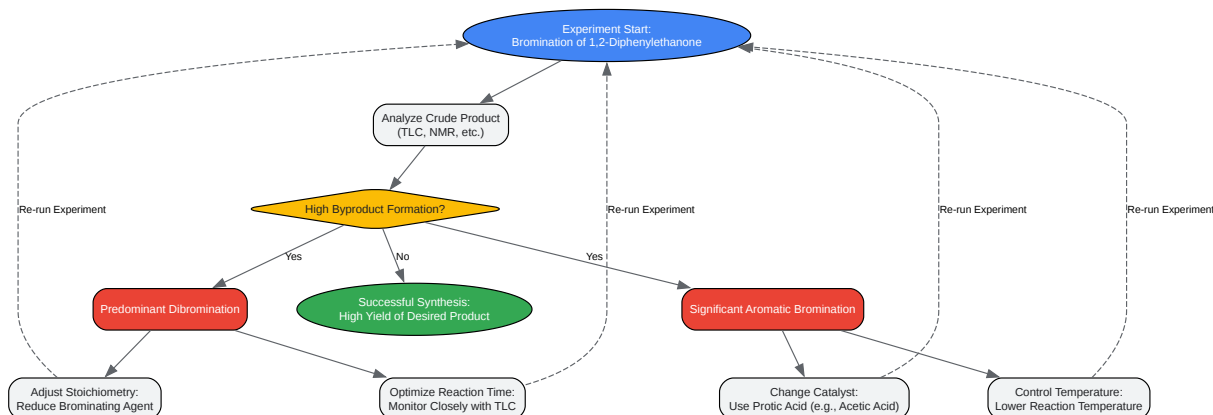 Experiment Start:
Bromination of 1,2-Diphenylethanone
Analyze Crude Product
(TLC, NMR, etc.)
Re-run Experiment
High Byproduct Formation?
Re-run Experiment
Re-run Experiment
Re-run Experiment
Yes
No
Yes
Predominant Dibromination
Successful Synthesis:
High Yield of Desired Product
Significant Aromatic Bromination
Adjust Stoichiometry:
Reduce Brominating Agent
Optimize Reaction Time:
Monitor Closely with TLC
Change Catalyst:
Use Protic Acid (e.g., Acetic Acid)
Control Temperature:
Lower Reaction Temperature